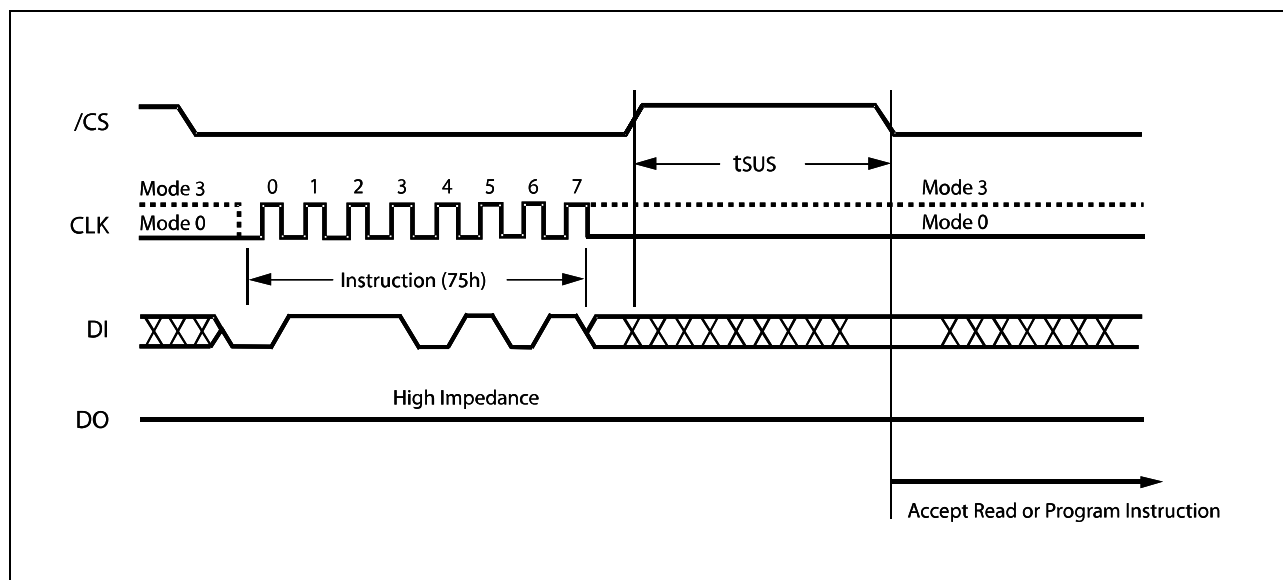 /CS
tSUS
Mode 3 0 1 2 3 4 5 6 7 Mode 3
CLK
Mode 0 Mode 0
Instruction (75h)
DI
High Impedance
DO
Accept Read or Program Instruction